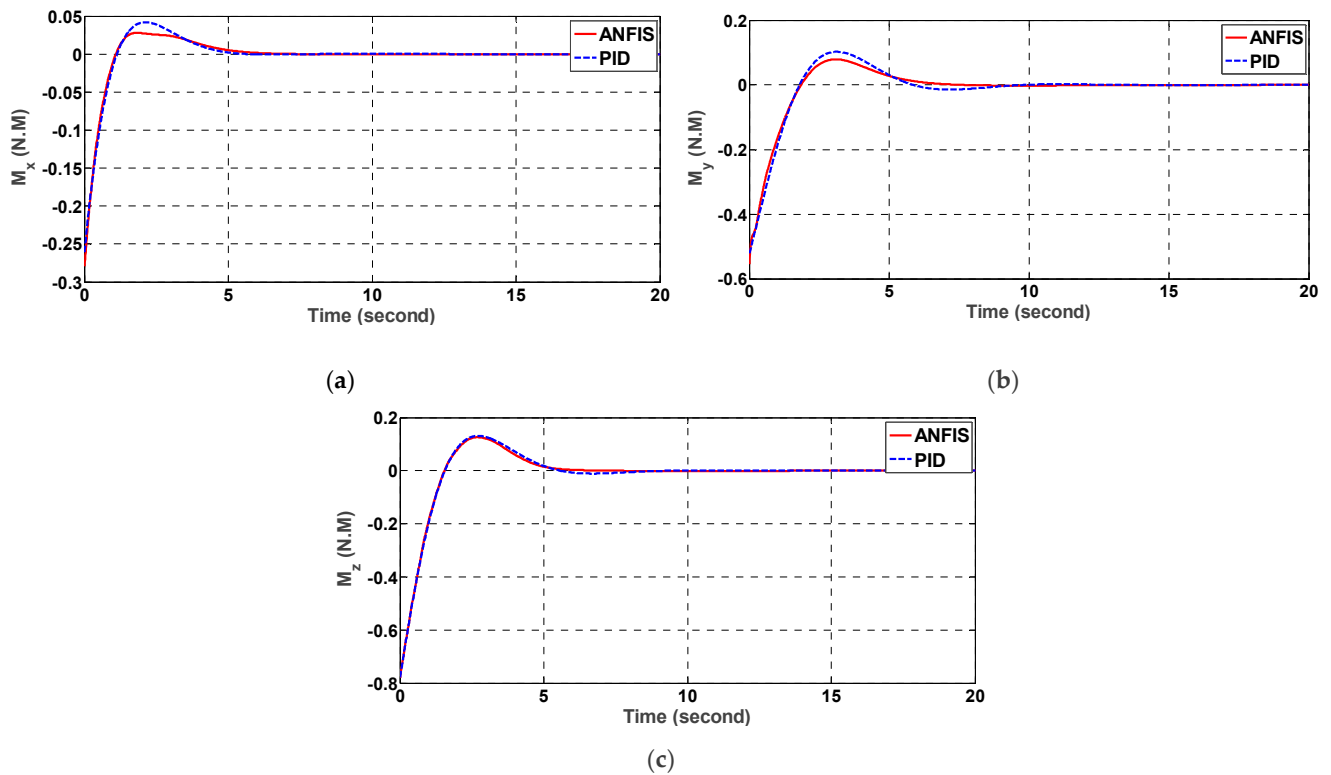 0.05
0
-0.05
-0.1
-0.15
-0.2
-0.25
-0.3
M_x (N.M)
0 5 10 15 20
Time (second)
ANFIS
PID
(a)
0.2
0
-0.2
-0.4
-0.6
M_y (N.M)
0 5 10 15 20
Time (second)
ANFIS
PID
(b)
0.2
0
-0.2
-0.4
-0.6
-0.8
M_z (N.M)
0 5 10 15 20
Time (second)
ANFIS
PID
(c)